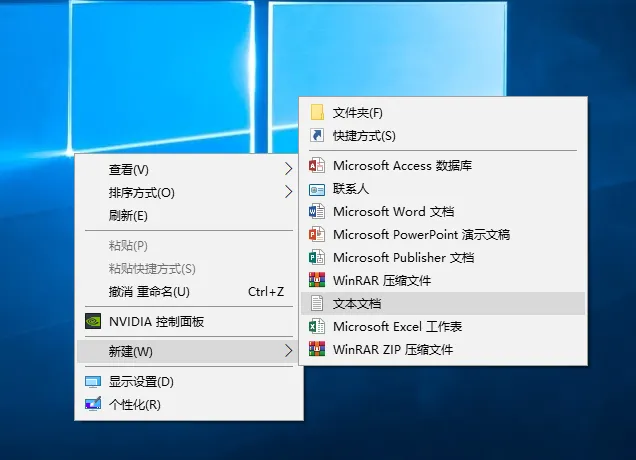 查看(V)
排序方式(O)
刷新(E)
粘贴(P)
粘贴快捷方式(S)
撤消 重命名(U) Ctrl+Z
NVIDIA 控制面板
新建(W)
显示设置(D)
个性化(R)
文件夹(F)
快捷方式(S)
Microsoft Access 数据库
联系人
Microsoft Word 文档
Microsoft PowerPoint 演示文稿
Microsoft Publisher 文档
WinRAR 压缩文件
文本文档
Microsoft Excel 工作表
WinRAR ZIP 压缩文件